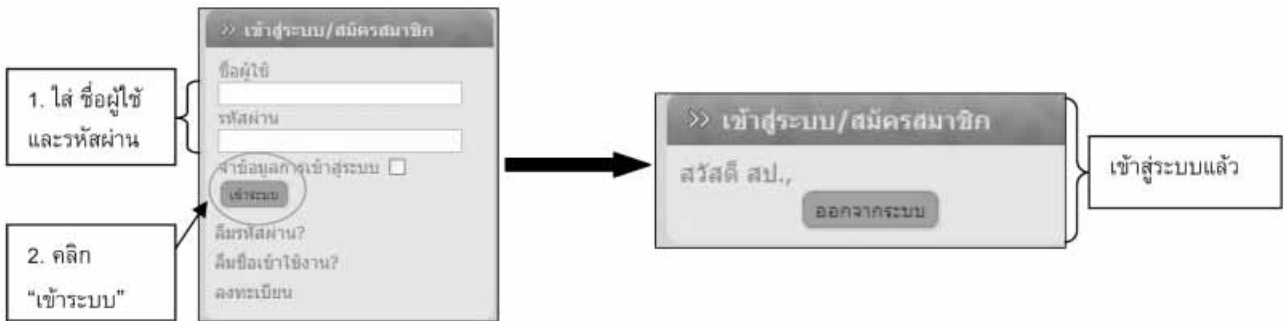 1. ใส่ ชื่อผู้ใช้
และรหัสผ่าน
2. คลิก
“เข้าระบบ”
>> เข้าสู่ระบบ/สมัครสมาชิก
ชื่อผู้ใช้
รหัสผ่าน
จำข้อมูลการเข้าสู่ระบบ
เข้าระบบ
ลืมรหัสผ่าน?
ลืมชื่อเข้าใช้งาน?
ลงทะเบียน
>> เข้าสู่ระบบ/สมัครสมาชิก
สวัสดี สป.,
ออกจากระบบ
เข้าสู่ระบบแล้ว